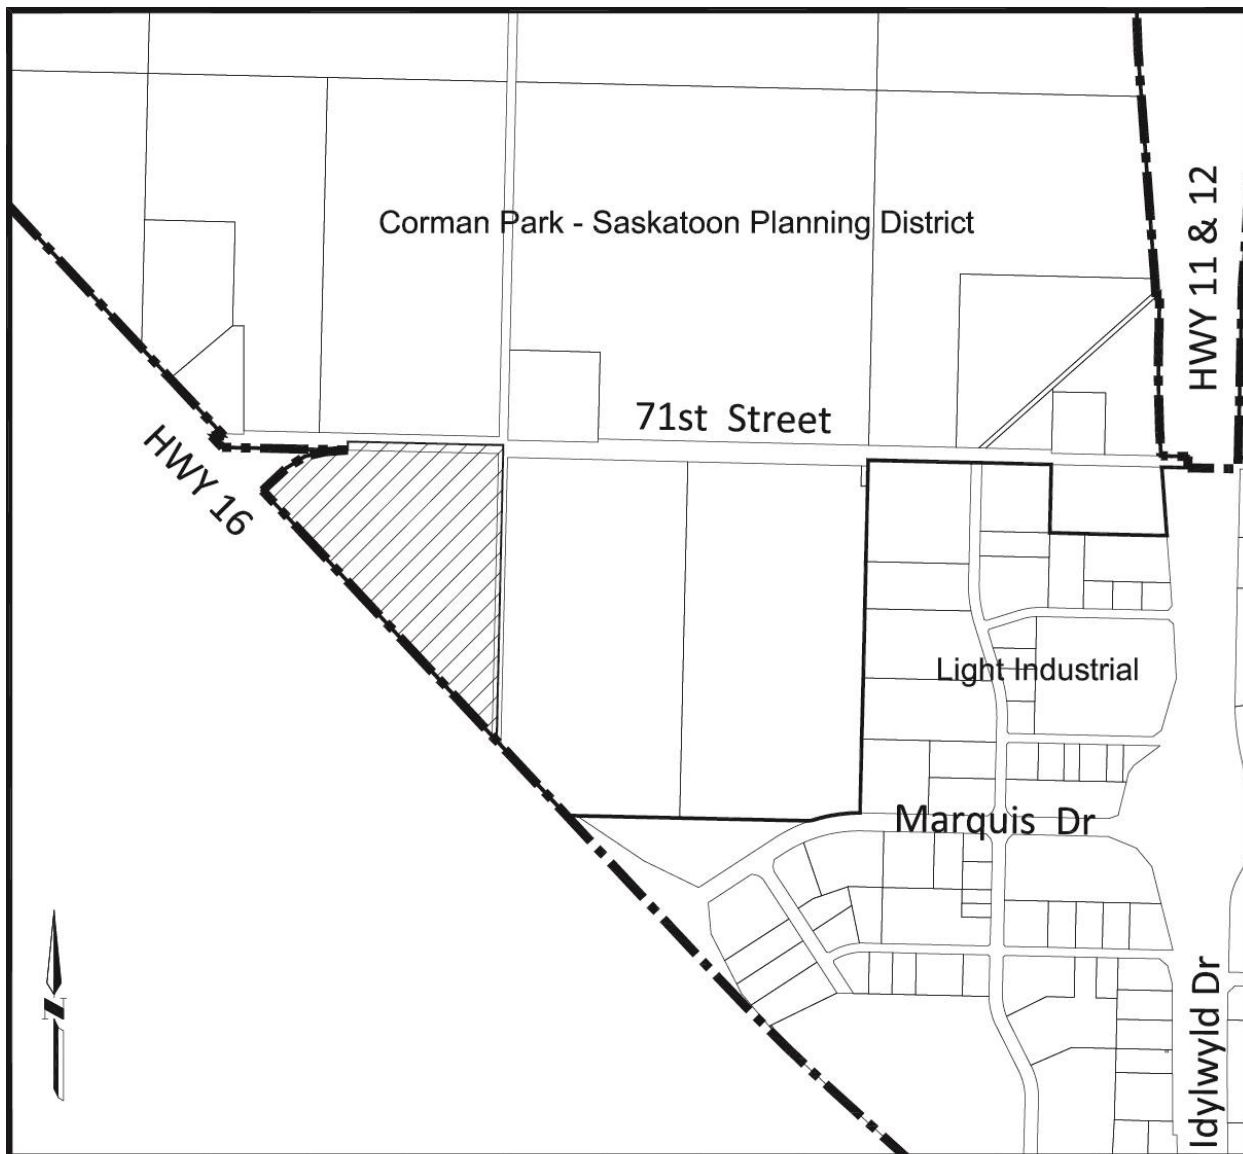 HWY 11 & 12
Corman Park - Saskatoon Planning District
71st Street
HWY 16
Light Industrial
Marquis Dr
Idylwyld Dr
N